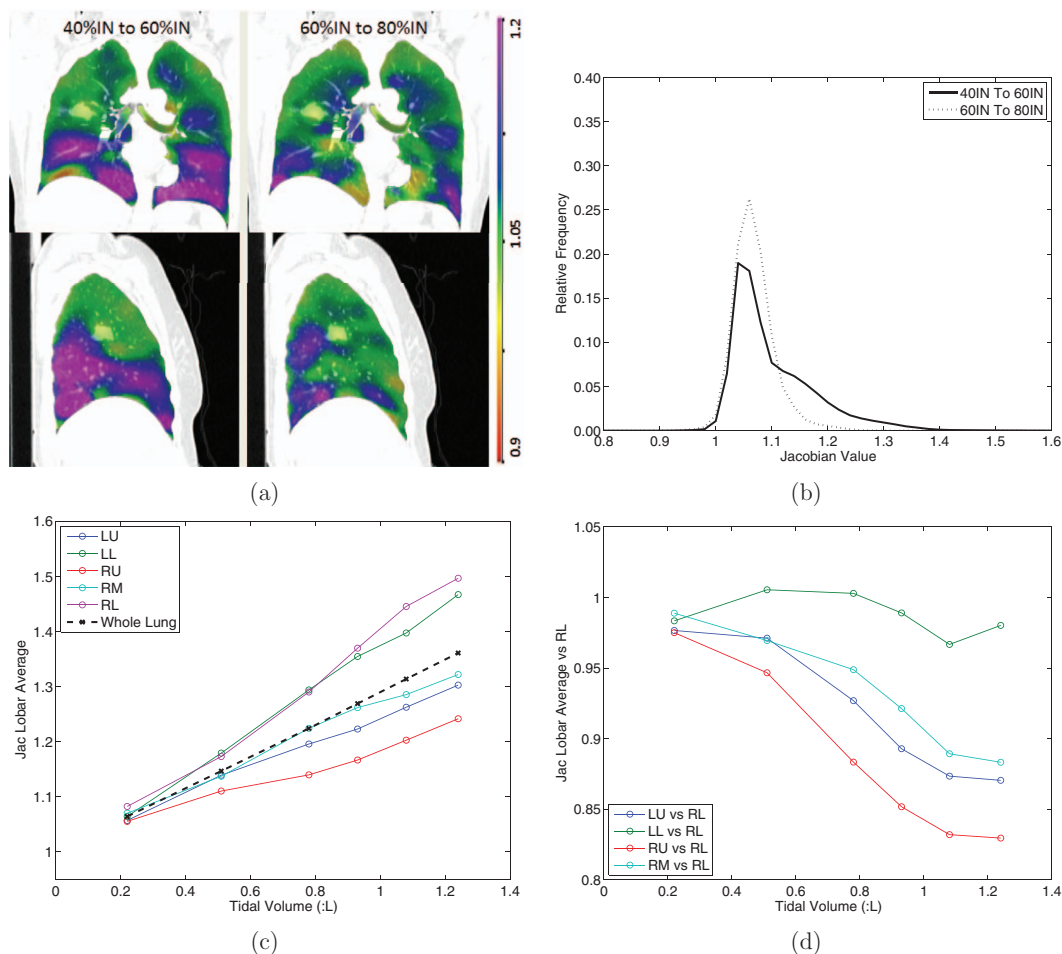 40%IN to 60%IN
60%IN to 80%IN
1.2
1.05
0.9
(a)
0.40
0.35
0.30
0.25
0.20
0.15
0.10
0.05
0.00
0.8
0.9
1
1.1
1.2
1.3
1.4
1.5
1.6
Relative Frequency
Jacobian Value
40IN To 60IN
60IN To 80IN
(b)
1.6
1.5
1.4
1.3
1.2
1.1
1
0
0.2
0.4
0.6
0.8
1
1.2
1.4
Jac Lobar Average
Tidal Volume (:L)
LU
LL
RU
RM
RL
Whole Lung
(c)
1.05
1
0.95
0.9
0.85
0.8
0
0.2
0.4
0.6
0.8
1
1.2
1.4
Jac Lobar Average vs RL
Tidal Volume (:L)
LU vs RL
LL vs RL
RU vs RL
RM vs RL
(d)